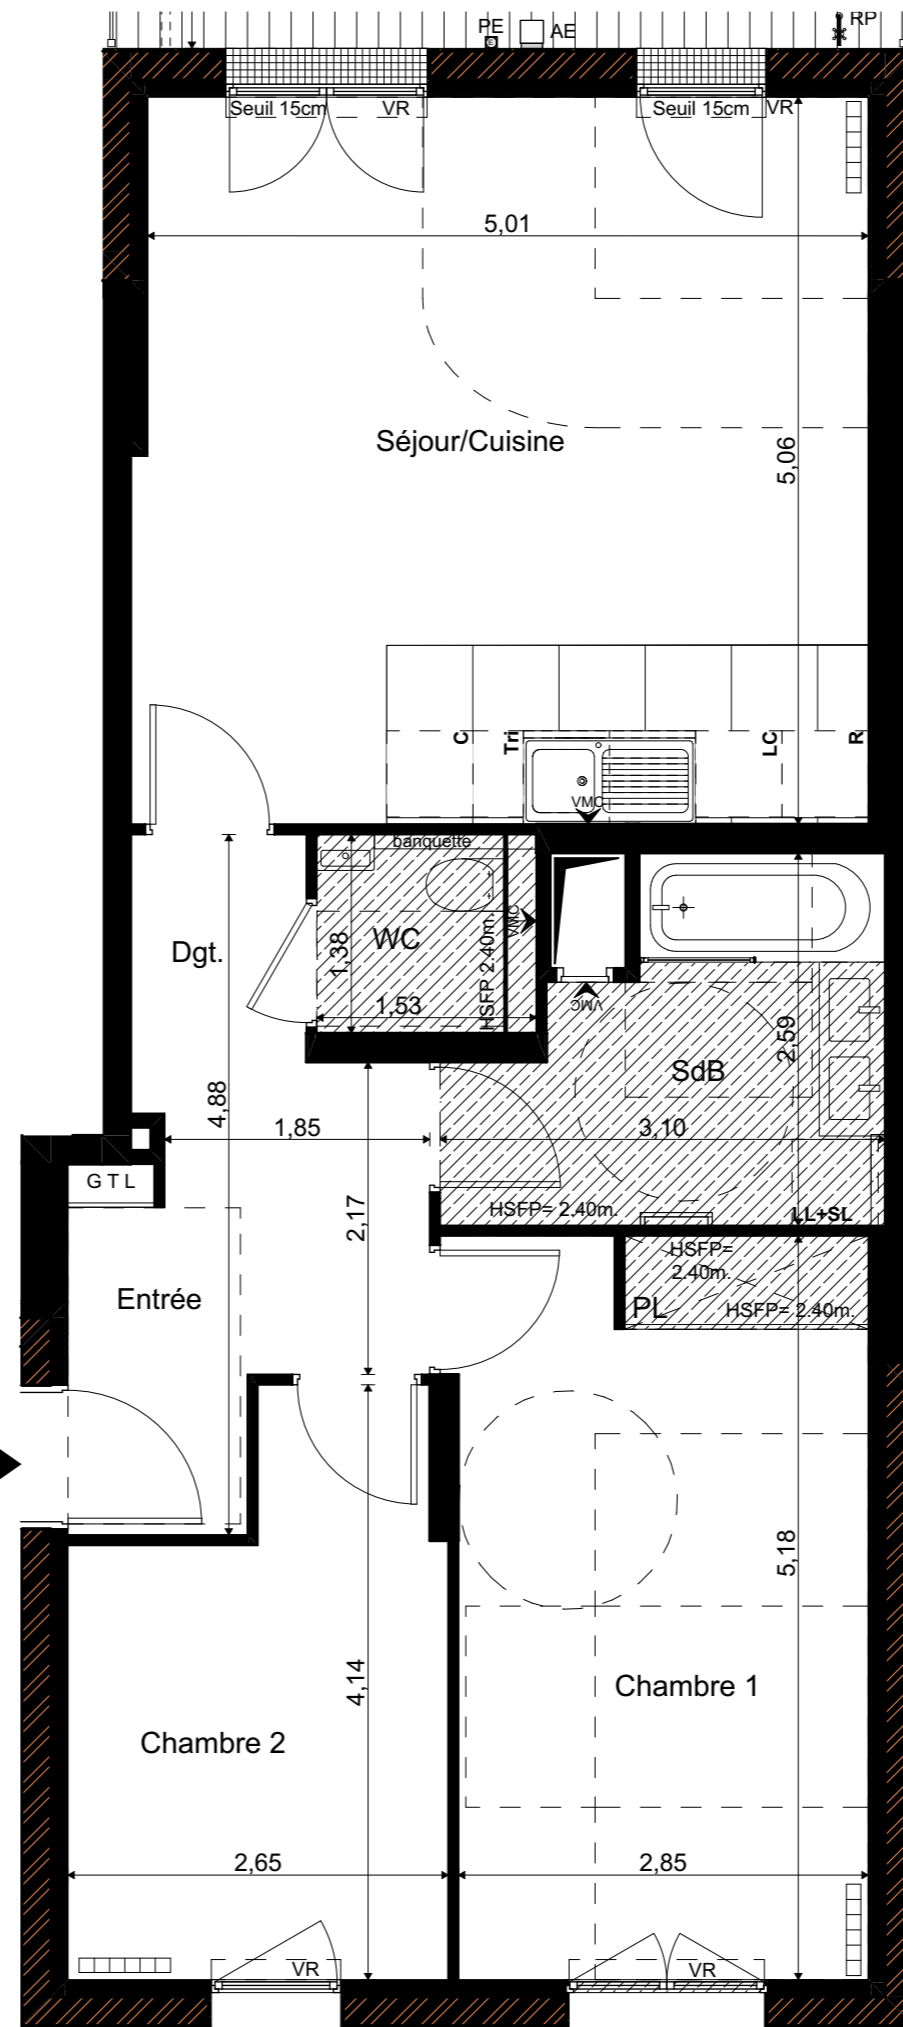 PE
AE
RP
Seuil 15cm
VR
Seuil 15cm
VR
5,01
Séjour/Cuisine
5,06
C
Tri
LC
R
VMC
banquette
Dgt.
WC
1,38
1,53
HSFP 2.40m.
VMC
VMC
SdB
2,59
4,88
1,85
3,10
G T L
2,17
HSFP= 2.40m.
LL+SL
Entrée
HSFP=
2.40m.
PL
HSFP= 2.40m.
5,18
4,14
Chambre 1
Chambre 2
2,65
2,85
VR
VR